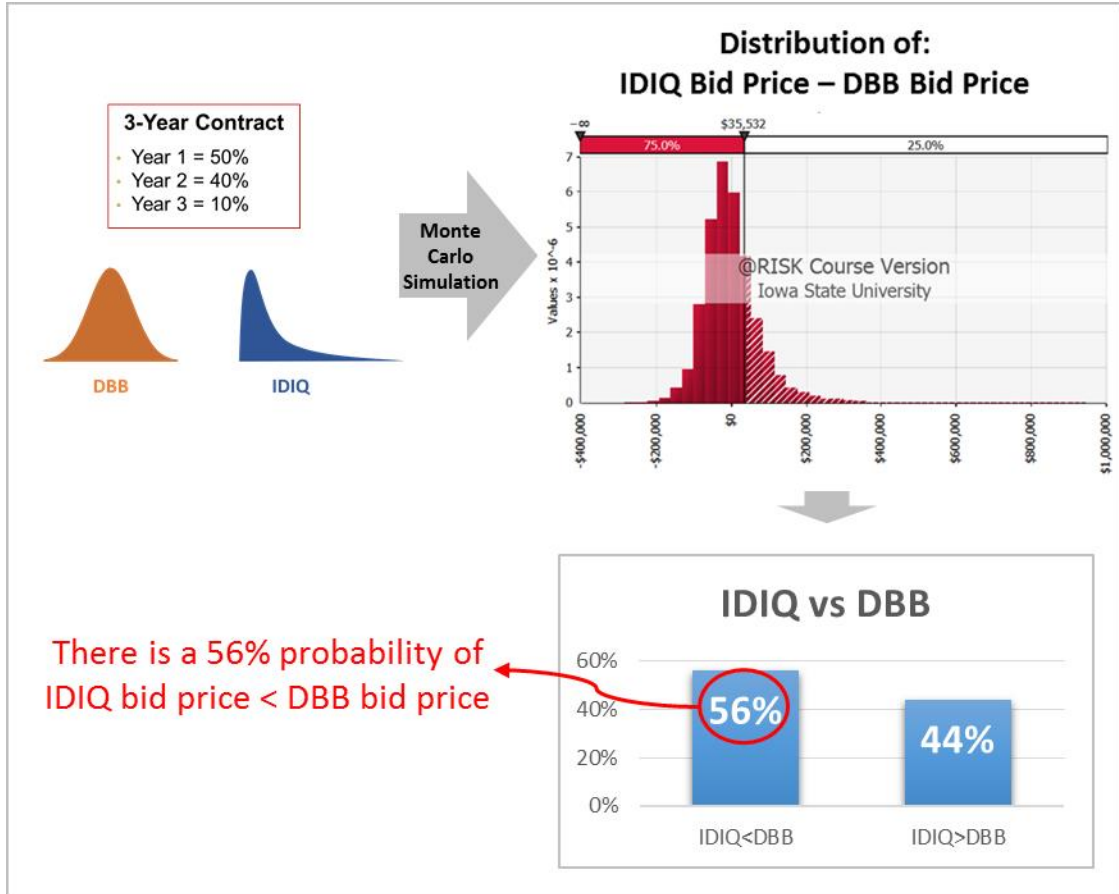 Distribution of:
IDIQ Bid Price – DBB Bid Price
3-Year Contract
• Year 1 = 50%
• Year 2 = 40%
• Year 3 = 10%
DBB
IDIQ
Monte
Carlo
Simulation
−∞
$35,532
75.0%
25.0%
Values x 10^-6
7
6
5
4
3
2
1
0
@RISK Course Version
Iowa State University
-$400,000
-$200,000
$0
$200,000
$400,000
$600,000
$800,000
$1,000,000
There is a 56% probability of
IDIQ bid price < DBB bid price
IDIQ vs DBB
60%
40%
20%
0%
56%
44%
IDIQ<DBB
IDIQ>DBB